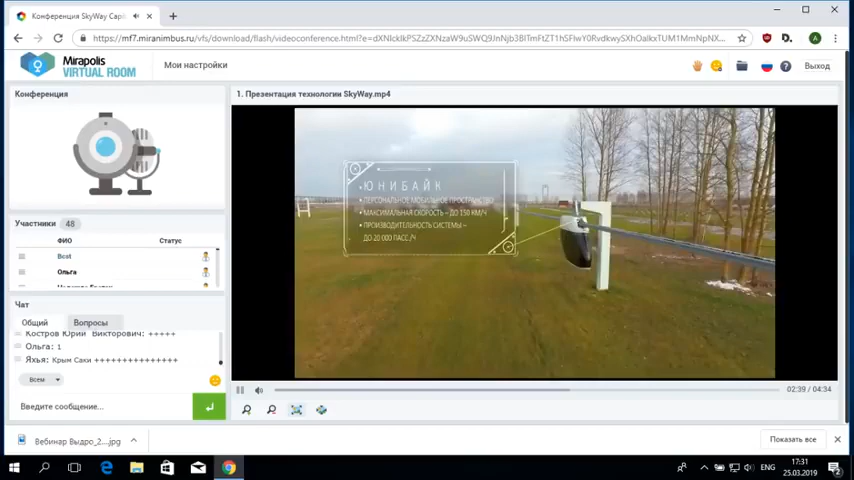 Конференция SkyWay Capi
https://mf7.miranimbus.ru/vfs/download/flash/videoconference.html?e=
D.
A
Mirapolis
VIRTUAL ROOM
Мои настройки
Выход
Конференция
1. Презентация технологии SkyWay.mp4
ЮНИБАЙК
ПЕРСОНАЛЬНОЕ МОБИЛЬНОЕ ПРОСТРАНСТВО
МАКСИМАЛЬНАЯ СКОРОСТЬ – ДО 150 КМ/Ч
ПРОИЗВОДИТЕЛЬНОСТЬ СИСТЕМЫ –
ДО 20 000 ПАСС./Ч
Участники 48
ФИО Статус
Best
Ольга
Чат
Общий Вопросы
Костров Юрий Викторович: +++++
Ольга: 1
Яхья: Крым Саки +++++++++++++++
Всем
Введите сообщение...
02:39 / 04:34
Вебинар Выдро_2....jpg
Показать все
ENG
17:31
25.03.2019
2